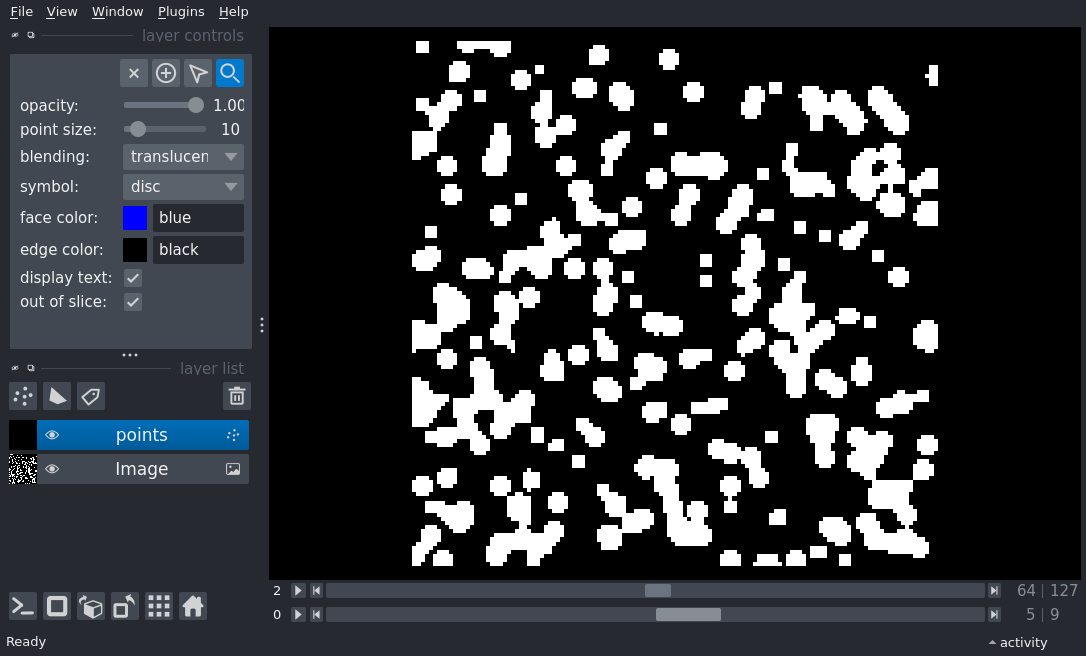 File View Window Plugins Help
layer controls
opacity: 1.00
point size: 10
blending: translucen
symbol: disc
face color: blue
edge color: black
display text:
out of slice:
layer list
points
Image
2 64 127
0 5 9
Ready activity